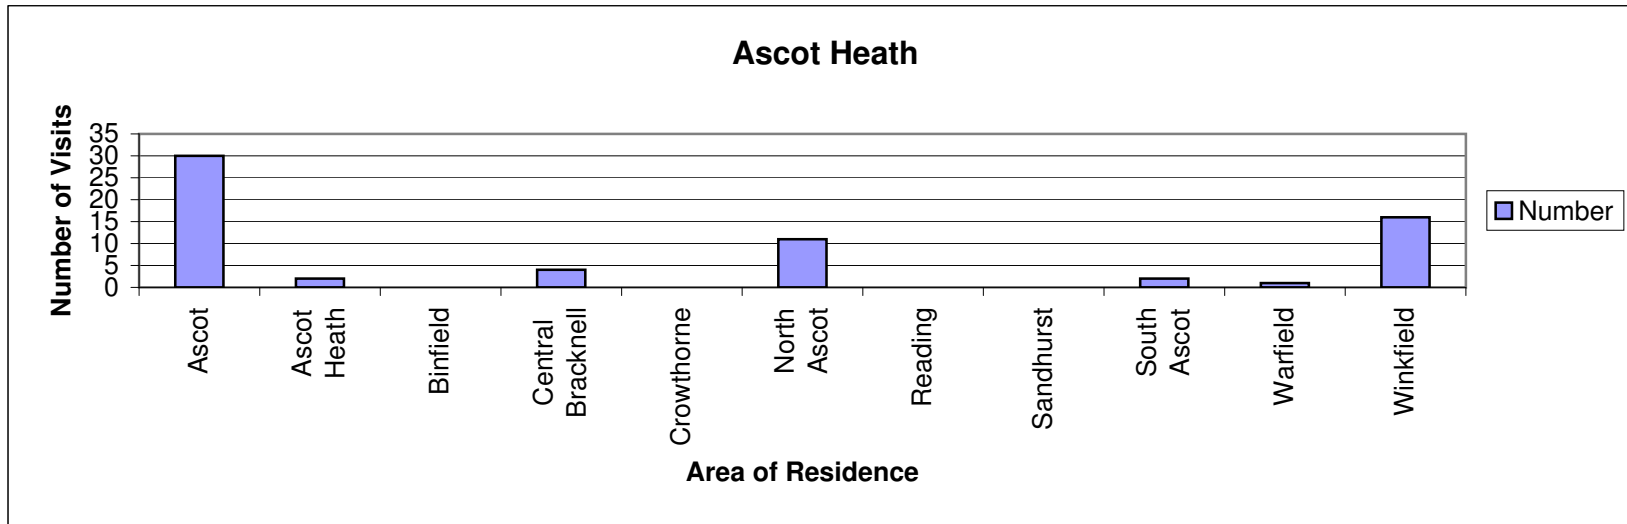 Ascot Heath
Number of Visits
35
30
25
20
15
10
5
0
Ascot
Ascot
Heath
Binfield
Central
Bracknell
Crowthorne
North
Ascot
Reading
Sandhurst
South
Ascot
Warfield
Winkfield
Area of Residence
Number